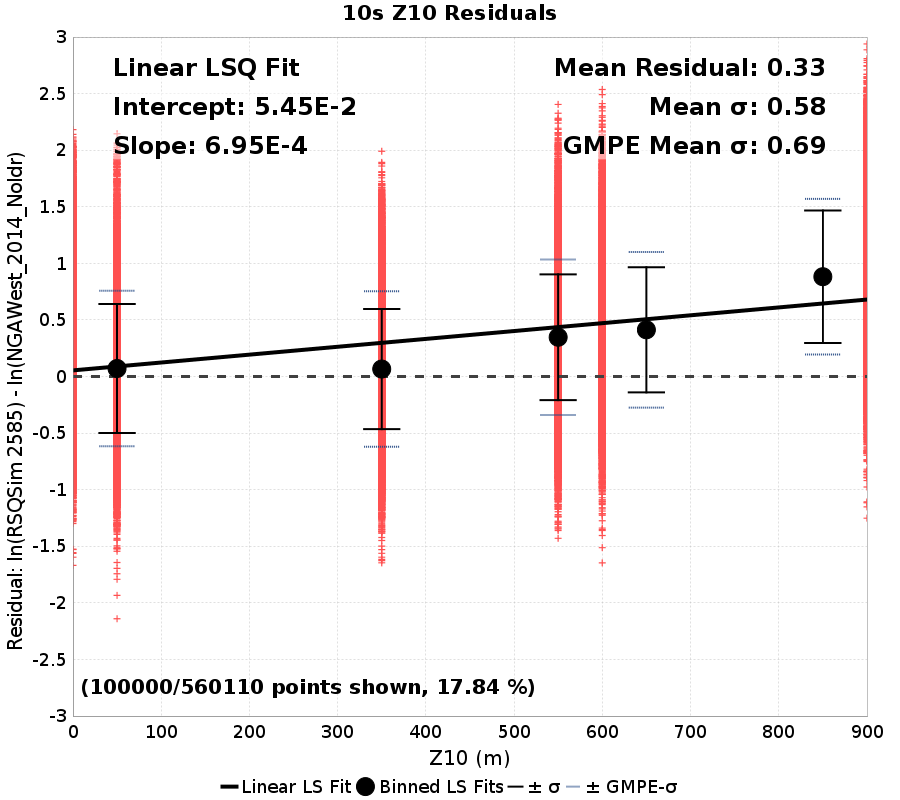 10s Z10 Residuals
Linear LSQ Fit
Intercept: 5.45E-2
Slope: 6.95E-4
Mean Residual: 0.33
Mean σ: 0.58
GMPE Mean σ: 0.69
3
2.5
2
1.5
1
0.5
0
-0.5
-1
-1.5
-2
-2.5
-3
Residual: ln(RSQSim 2585) - ln(NGAWest_2014_NoIdr)
(100000/560110 points shown, 17.84 %)
0 100 200 300 400 500 600 700 800 900
Z10 (m)
Linear LS Fit Binned LS Fits ± σ ± GMPE-σ